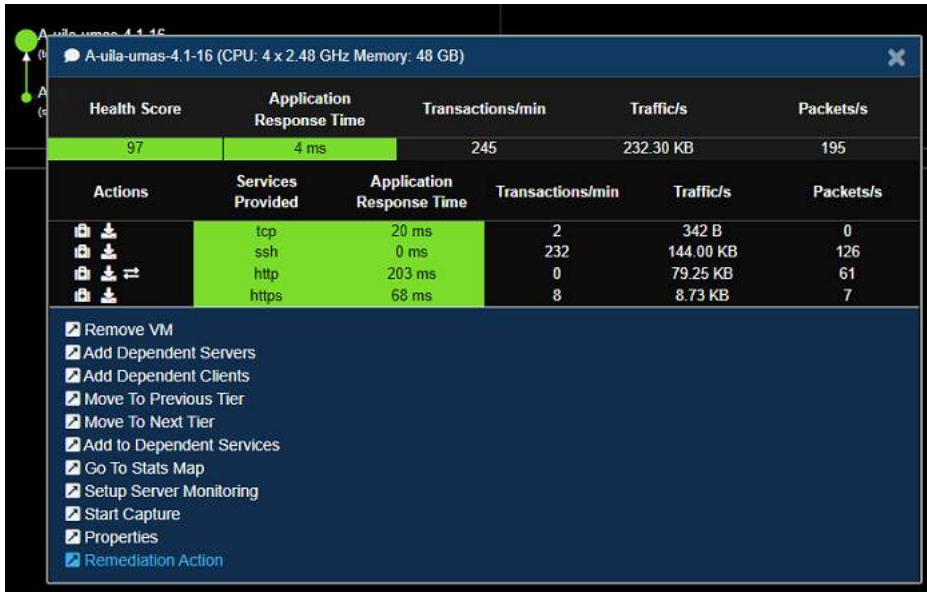 A-uila-umas-4.1-16
A-uila-umas-4.1-16 (CPU: 4 x 2.48 GHz Memory: 48 GB)
Health Score Application Response Time Transactions/min Traffic/s Packets/s
97 4 ms 245 232.30 KB 195
Actions Services Provided Application Response Time Transactions/min Traffic/s Packets/s
tcp 20 ms 2 342 B 0
ssh 0 ms 232 144.00 KB 126
http 203 ms 0 79.25 KB 61
https 68 ms 8 8.73 KB 7
Remove VM
Add Dependent Servers
Add Dependent Clients
Move To Previous Tier
Move To Next Tier
Add to Dependent Services
Go To Stats Map
Setup Server Monitoring
Start Capture
Properties
Remediation Action